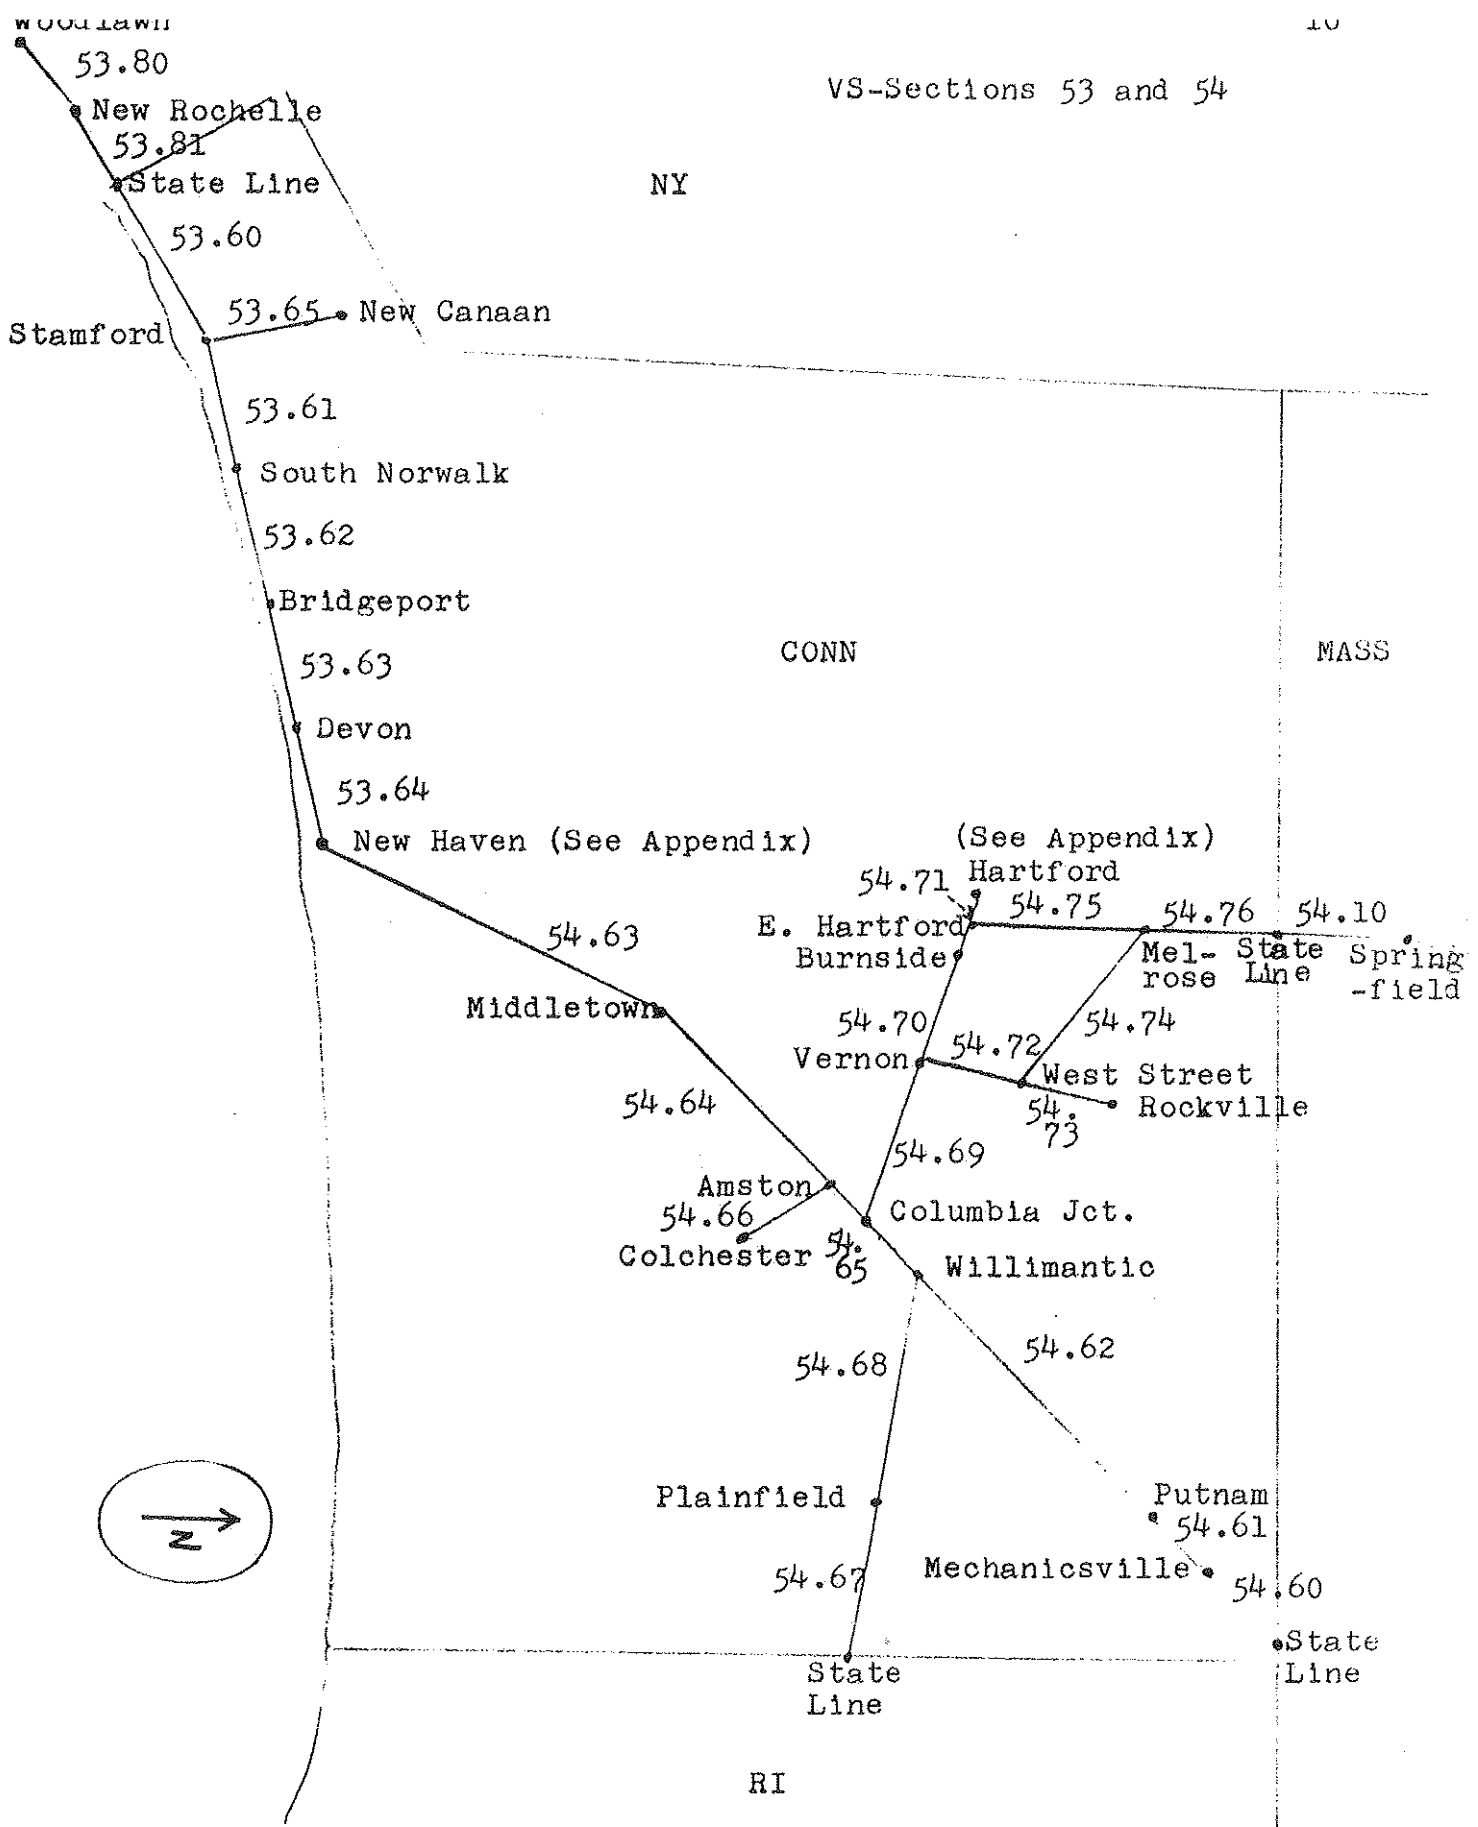 Woodlawn
10
53.80
VS-Sections 53 and 54
New Rochelle
53.81
State Line
NY
53.60
53.65
New Canaan
Stamford
53.61
South Norwalk
53.62
Bridgeport
53.63
CONN
MASS
Devon
53.64
New Haven (See Appendix)
(See Appendix)
Hartford
54.71
54.75
54.76
54.10
E. Hartford
Burnside
Mel-
rose
State
Line
Spring
-field
54.63
Middletown
54.70
54.74
Vernon
54.72
West Street
54.64
54.
73
Rockville
54.69
Amston
54.66
Columbia Jct.
Colchester
54.
65
Willimantic
54.68
54.62
Plainfield
Putnam
54.61
N
54.67
Mechanicsville
54.60
State
Line
State
Line
RI